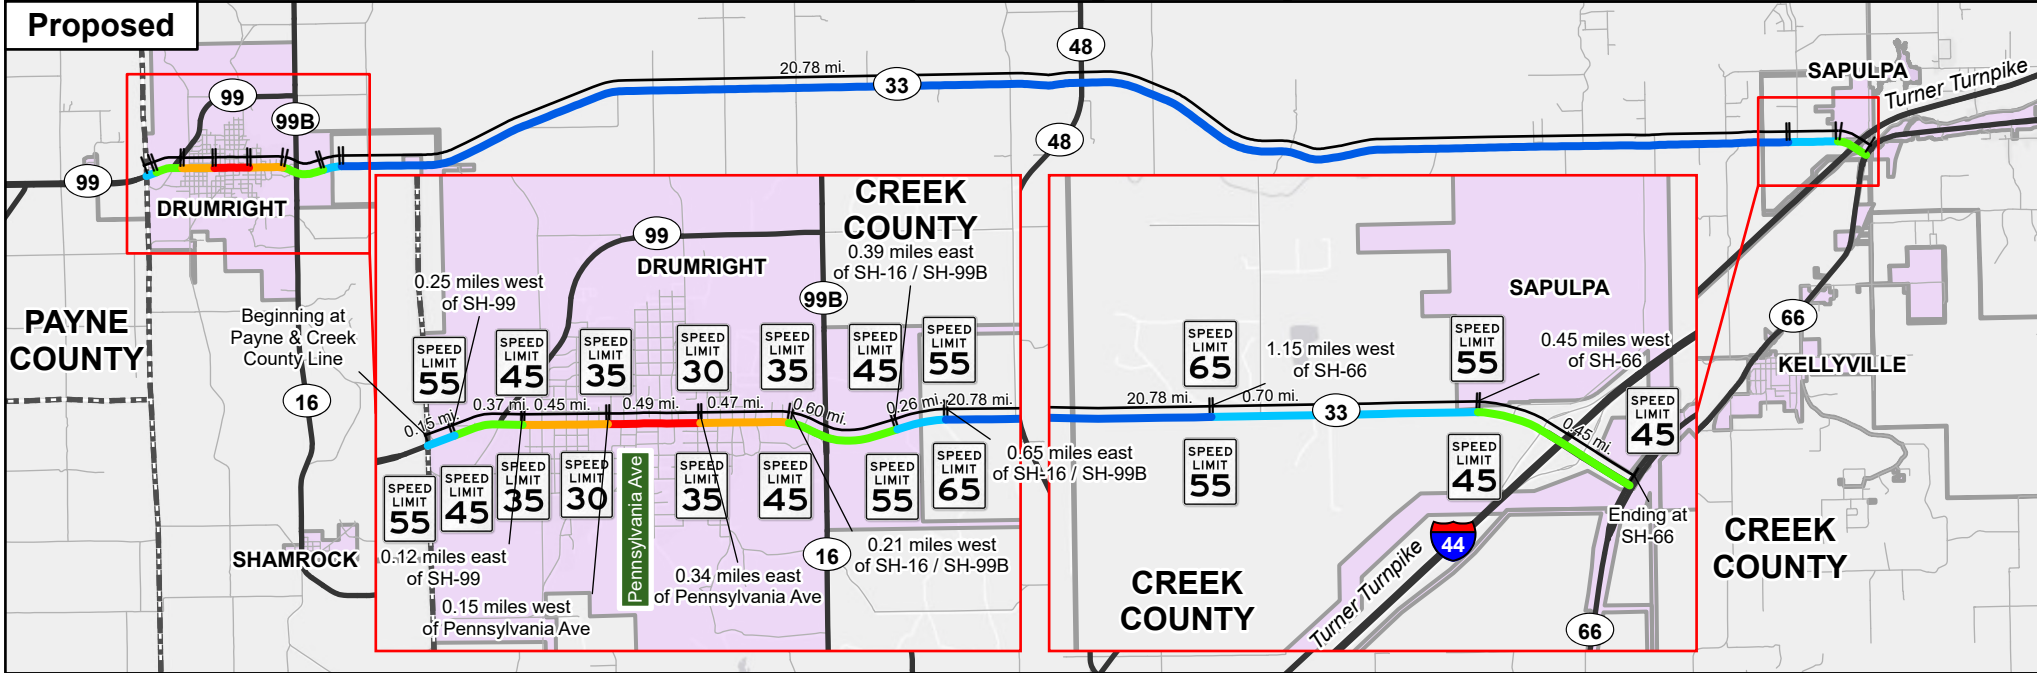 Proposed
99
99B
99
DRUMRIGHT
20.78 mi.
33
48
48
SAPULPA
Turner Turnpike
PAYNE
COUNTY
16
SHAMROCK
66
KELLYVILLE
CREEK
COUNTY
CREEK
COUNTY
99
DRUMRIGHT
99B
16
0.25 miles west
of SH-99
Beginning at
Payne & Creek
County Line
0.39 miles east
of SH-16 / SH-99B
SPEED
LIMIT
55
SPEED
LIMIT
45
SPEED
LIMIT
35
SPEED
LIMIT
30
SPEED
LIMIT
35
SPEED
LIMIT
45
SPEED
LIMIT
55
0.15 mi.
0.37 mi.
0.45 mi.
0.49 mi.
0.47 mi.
0.60 mi.
0.26 mi.
20.78 mi.
SPEED
LIMIT
55
SPEED
LIMIT
45
SPEED
LIMIT
35
SPEED
LIMIT
30
Pennsylvania Ave
SPEED
LIMIT
35
SPEED
LIMIT
45
SPEED
LIMIT
55
SPEED
LIMIT
65
0.65 miles east
of SH-16 / SH-99B
0.12 miles east
of SH-99
0.15 miles west
of Pennsylvania Ave
0.34 miles east
of Pennsylvania Ave
0.21 miles west
of SH-16 / SH-99B
SAPULPA
SPEED
LIMIT
65
1.15 miles west
of SH-66
SPEED
LIMIT
55
0.45 miles west
of SH-66
20.78 mi.
0.70 mi.
33
0.45 mi.
SPEED
LIMIT
45
SPEED
LIMIT
55
SPEED
LIMIT
45
Ending at
SH-66
44
Turner Turnpike
CREEK
COUNTY
66